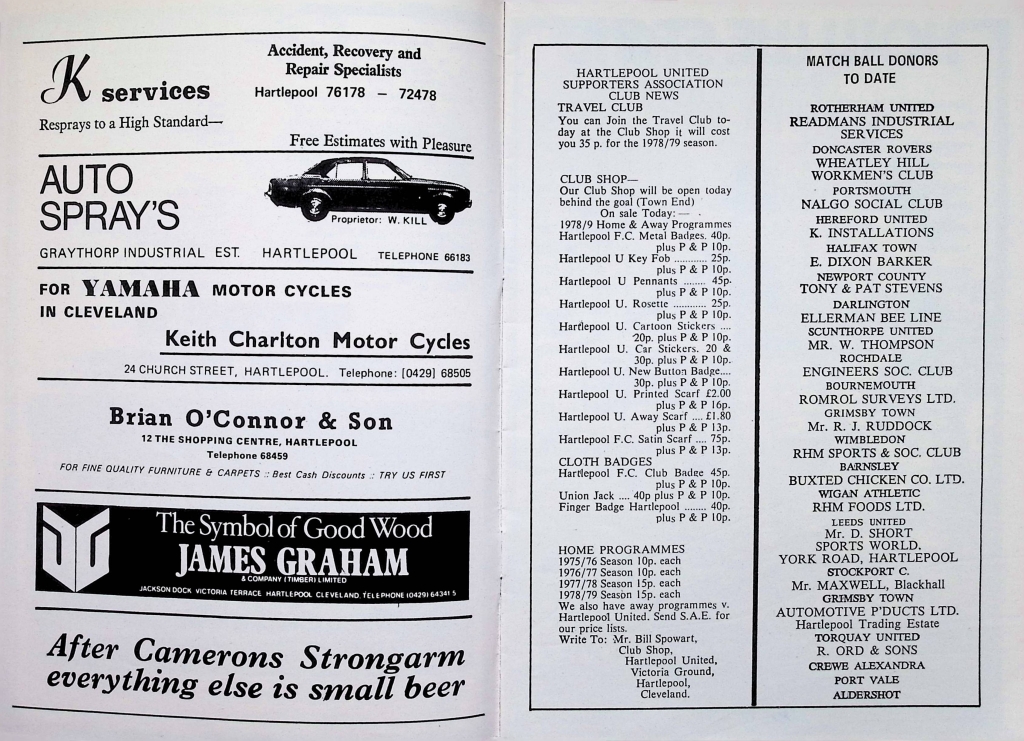 K services
Accident, Recovery and
Repair Specialists
Hartlepool 76178 — 72478
Resprays to a High Standard—
Free Estimates with Pleasure
AUTO
SPRAY'S
Proprietor: W. KILL
GRAYTHORP INDUSTRIAL EST. HARTLEPOOL TELEPHONE 66183
FOR YAMAHA MOTOR CYCLES
IN CLEVELAND
Keith Charlton Motor Cycles
24 CHURCH STREET, HARTLEPOOL. Telephone: [0429] 68505
Brian O'Connor & Son
12 THE SHOPPING CENTRE, HARTLEPOOL
Telephone 68459
FOR FINE QUALITY FURNITURE & CARPETS :: Best Cash Discounts :: TRY US FIRST
The Symbol of Good Wood
JAMES GRAHAM
& COMPANY (TIMBER) LIMITED
JACKSON DOCK VICTORIA TERRACE HARTLEPOOL CLEVELAND. TELEPHONE (0429) 64341 5
After Camerons Strongarm
everything else is small beer
HARTLEPOOL UNITED
SUPPORTERS ASSOCIATION
CLUB NEWS
TRAVEL CLUB
You can Join the Travel Club to-
day at the Club Shop it will cost
you 35 p. for the 1978/79 season.
CLUB SHOP—
Our Club Shop will be open today
behind the goal (Town End)
On sale Today: —
1978/9 Home & Away Programmes
Hartlepool F.C. Metal Badges. 40p.
plus P & P 10p.
Hartlepool U Key Fob ............ 25p.
plus P & P 10p.
Hartlepool U Pennants ........ 45p.
plus P & P 10p.
Hartlepool U. Rosette ............ 25p.
plus P & P 10p.
Hartlepool U. Cartoon Stickers ....
20p. plus P & P 10p.
Hartlepool U. Car Stickers. 20 &
30p. plus P & P 10p.
Hartlepool U. New Button Badge....
30p. plus P & P 10p.
Hartlepool U. Printed Scarf £2.00
plus P & P 16p.
Hartlepool U. Away Scarf .... £1.80
plus P & P 13p.
Hartlepool F.C. Satin Scarf .... 75p.
plus P & P 13p.
CLOTH BADGES
Hartlepool F.C. Club Badge 45p.
plus P & P 10p.
Union Jack .... 40p plus P & P 10p.
Finger Badge Hartlepool ........ 40p.
plus P & P 10p.
HOME PROGRAMMES
1975/76 Season 10p. each
1976/77 Season 10p. each
1977/78 Season 15p. each
1978/79 Season 15p. each
We also have away programmes v.
Hartlepool United. Send S.A.E. for
our price lists.
Write To: Mr. Bill Spowart,
Club Shop,
Hartlepool United,
Victoria Ground,
Hartlepool,
Cleveland.
MATCH BALL DONORS
TO DATE
ROTHERHAM UNITED
READMANS INDUSTRIAL
SERVICES
DONCASTER ROVERS
WHEATLEY HILL
WORKMEN'S CLUB
PORTSMOUTH
NALGO SOCIAL CLUB
HEREFORD UNITED
K. INSTALLATIONS
HALIFAX TOWN
E. DIXON BARKER
NEWPORT COUNTY
TONY & PAT STEVENS
DARLINGTON
ELLERMAN BEE LINE
SCUNTHORPE UNITED
MR. W. THOMPSON
ROCHDALE
ENGINEERS SOC. CLUB
BOURNEMOUTH
ROMROL SURVEYS LTD.
GRIMSBY TOWN
Mr. R. J. RUDDOCK
WIMBLEDON
RHM SPORTS & SOC. CLUB
BARNSLEY
BUXTED CHICKEN CO. LTD.
WIGAN ATHLETIC
RHM FOODS LTD.
LEEDS UNITED
Mr. D. SHORT
SPORTS WORLD.
YORK ROAD, HARTLEPOOL
STOCKPORT C.
Mr. MAXWELL, Blackhall
GRIMSBY TOWN
AUTOMOTIVE P'DUCTS LTD.
Hartlepool Trading Estate
TORQUAY UNITED
R. ORD & SONS
CREWE ALEXANDRA
PORT VALE
ALDERSHOT